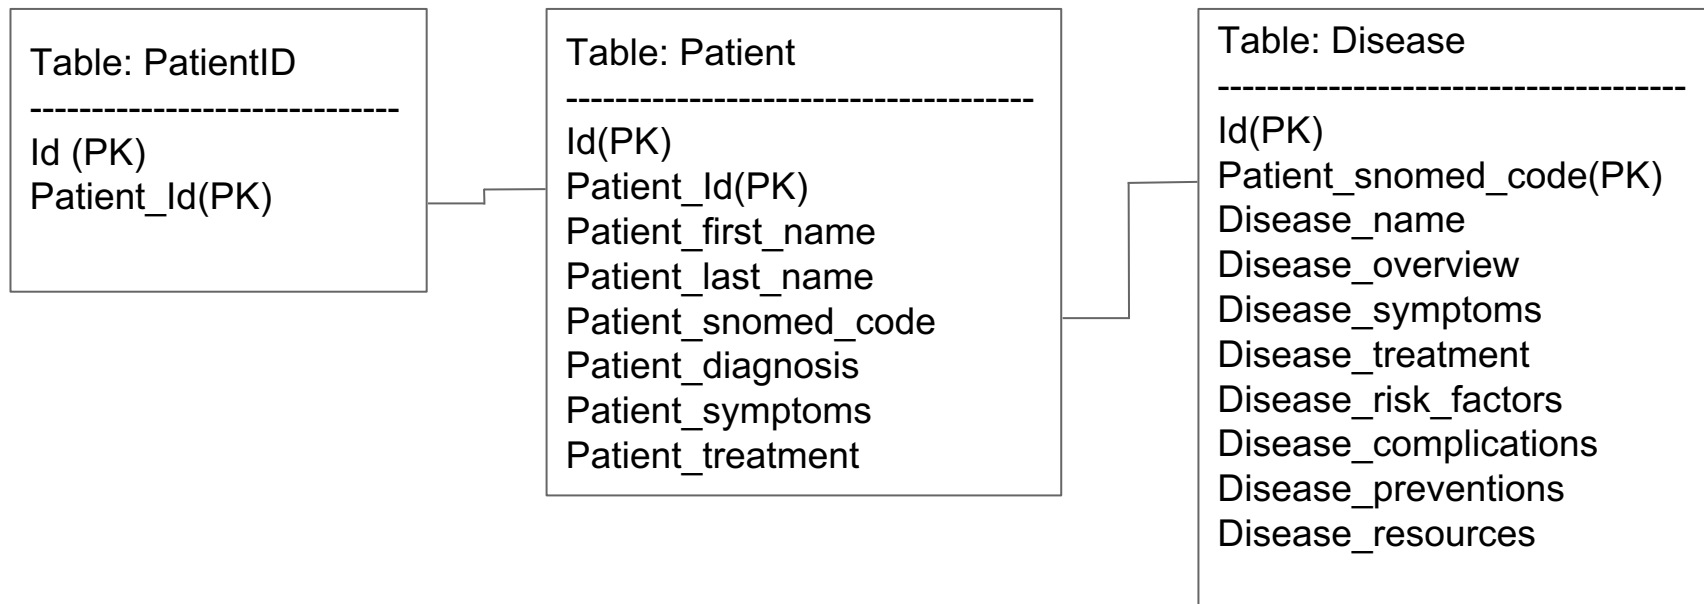 Table: PatientID
------------------------------
Id (PK)
Patient_Id(PK)
Table: Patient
--------------------------------------
Id(PK)
Patient_Id(PK)
Patient_first_name
Patient_last_name
Patient_snomed_code
Patient_diagnosis
Patient_symptoms
Patient_treatment
Table: Disease
--------------------------------------
Id(PK)
Patient_snomed_code(PK)
Disease_name
Disease_overview
Disease_symptoms
Disease_treatment
Disease_risk_factors
Disease_complications
Disease_preventions
Disease_resources